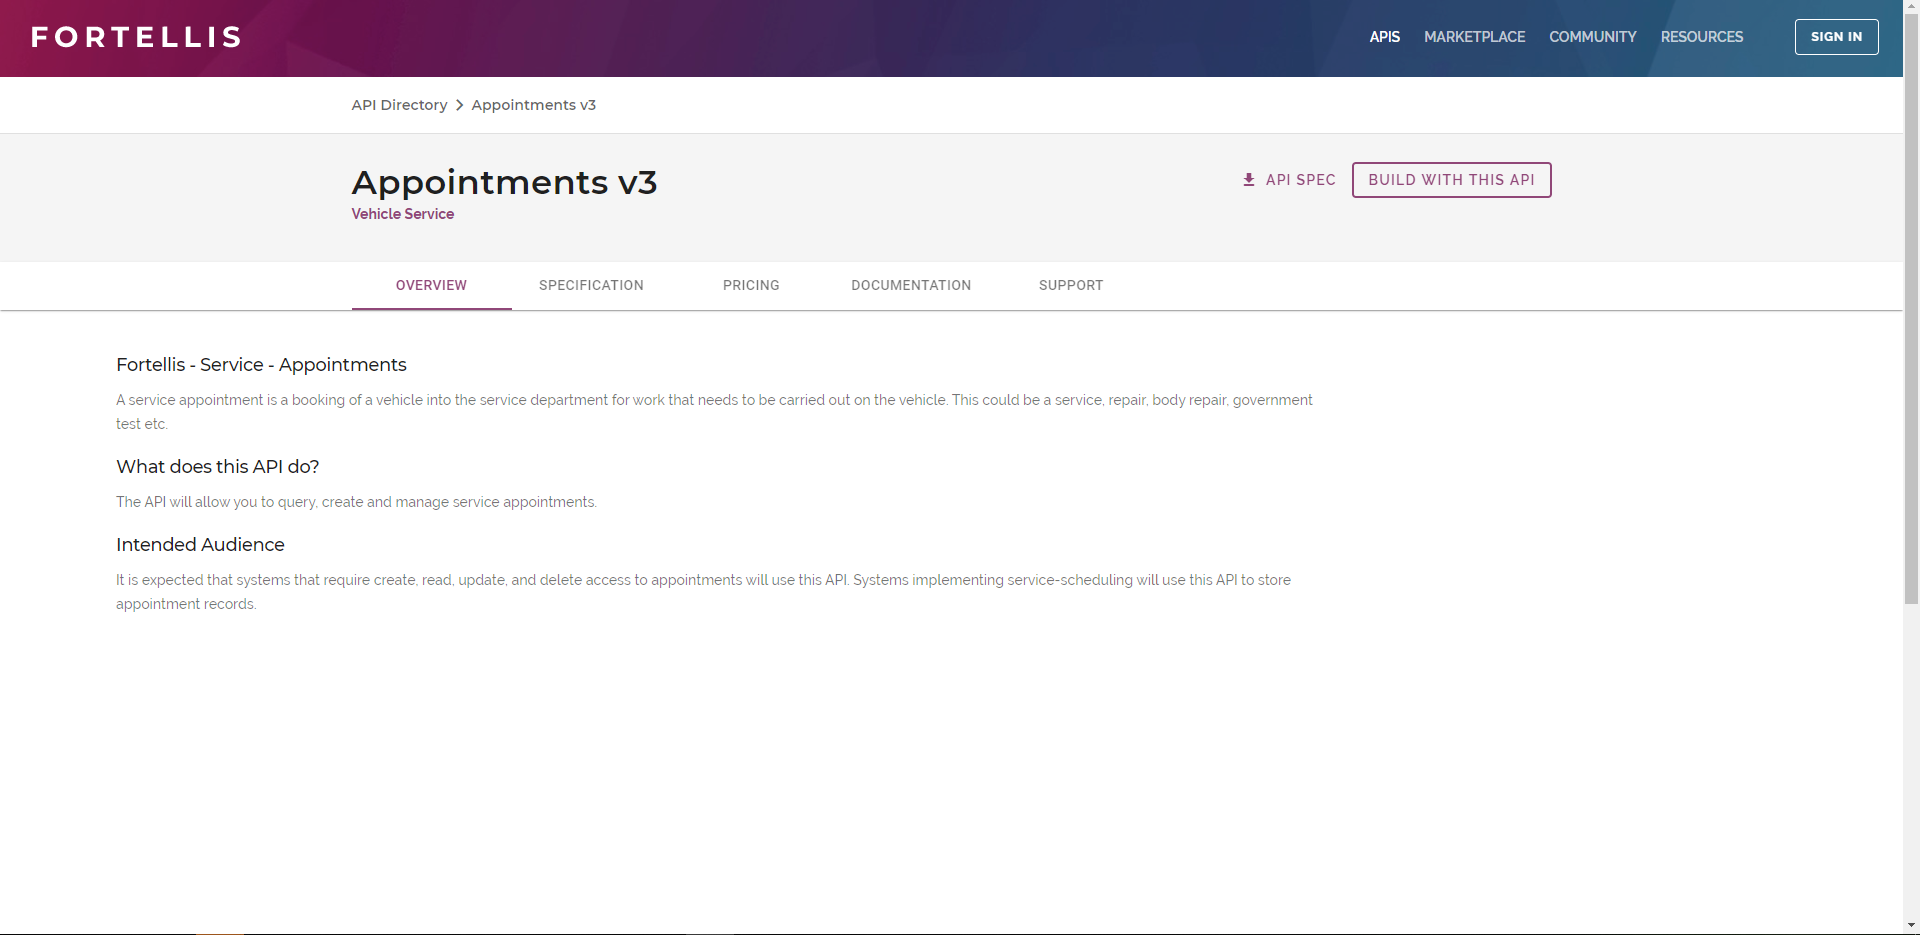 FORTELLIS
APIS MARKETPLACE COMMUNITY RESOURCES SIGN IN
API Directory > Appointments v3
Appointments v3
API SPEC BUILD WITH THIS API
Vehicle Service
OVERVIEW SPECIFICATION PRICING DOCUMENTATION SUPPORT
Fortellis - Service - Appointments
A service appointment is a booking of a vehicle into the service department for work that needs to be carried out on the vehicle. This could be a service, repair, body repair, government
test etc.
What does this API do?
The API will allow you to query, create and manage service appointments.
Intended Audience
It is expected that systems that require create, read, update, and delete access to appointments will use this API. Systems implementing service-scheduling will use this API to store
appointment records.